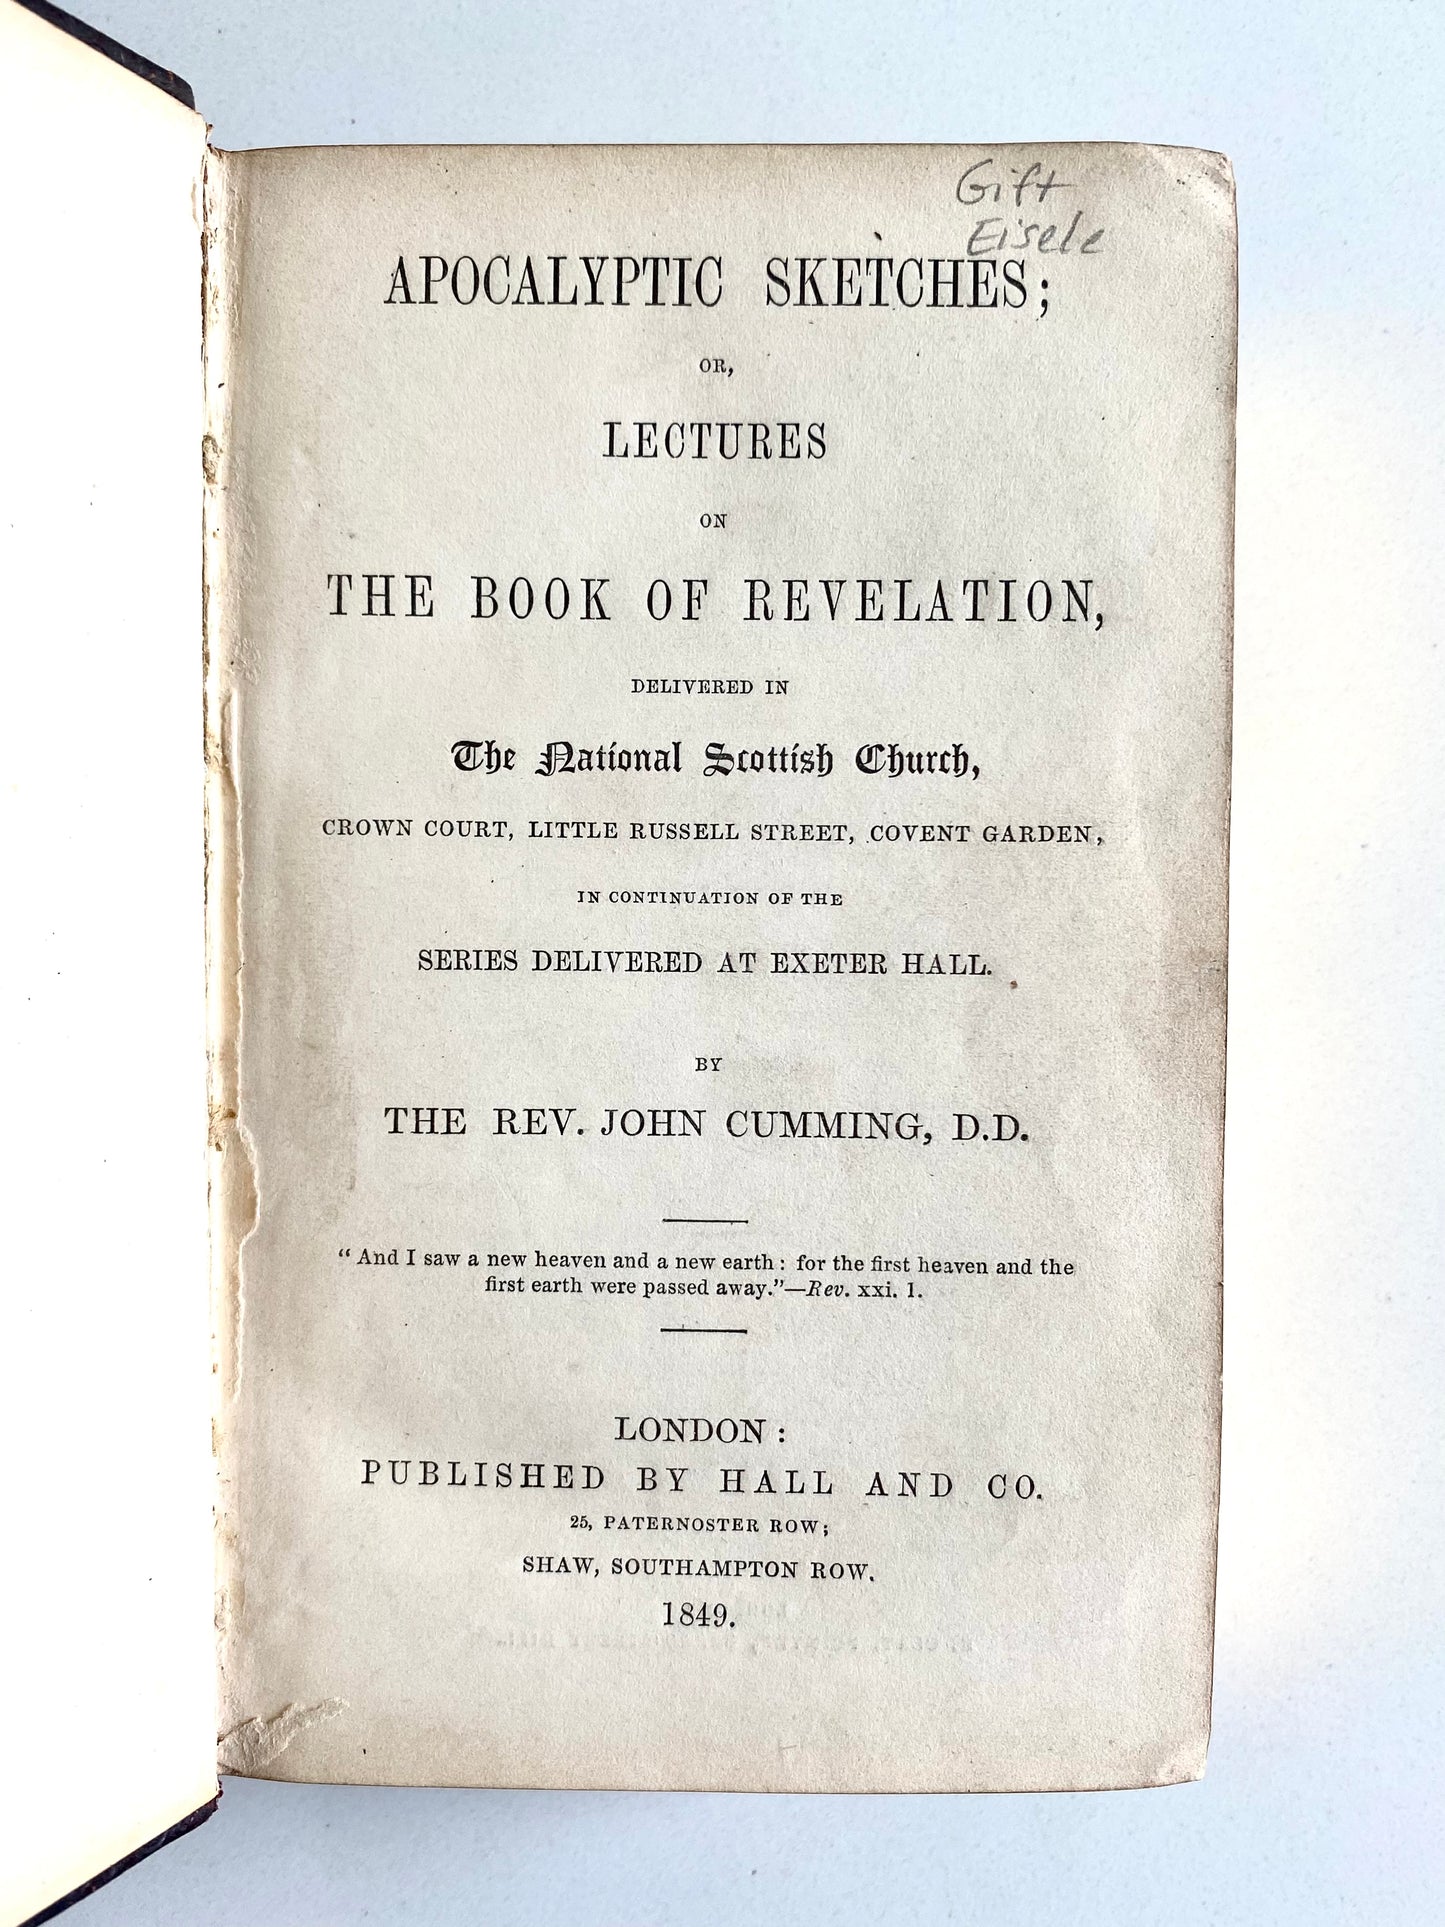 Gift
Eisele
APOCALYPTIC SKETCHES;
OR,
LECTURES
ON
THE BOOK OF REVELATION,
DELIVERED IN
The National Scottish Church,
CROWN COURT, LITTLE RUSSELL STREET, COVENT GARDEN,
IN CONTINUATION OF THE
SERIES DELIVERED AT EXETER HALL.
BY
THE REV. JOHN CUMMING, D.D.
“And I saw a new heaven and a new earth: for the first heaven and the
first earth were passed away.”—Rev. xxi. 1.
LONDON:
PUBLISHED BY HALL AND CO.
25, PATERNOSTER ROW;
SHAW, SOUTHAMPTON ROW.
1849.